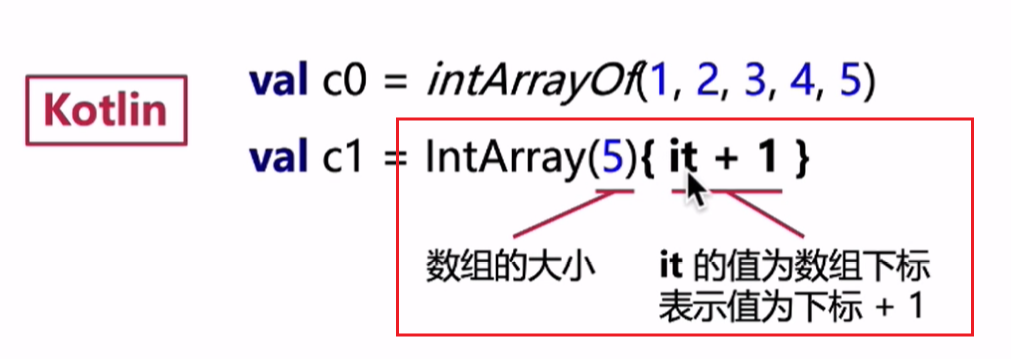 Kotlin
val c0 = intArrayOf(1, 2, 3, 4, 5)
val c1 = IntArray(5){ it + 1 }
数组的大小
it 的值为数组下标
表示值为下标 + 1